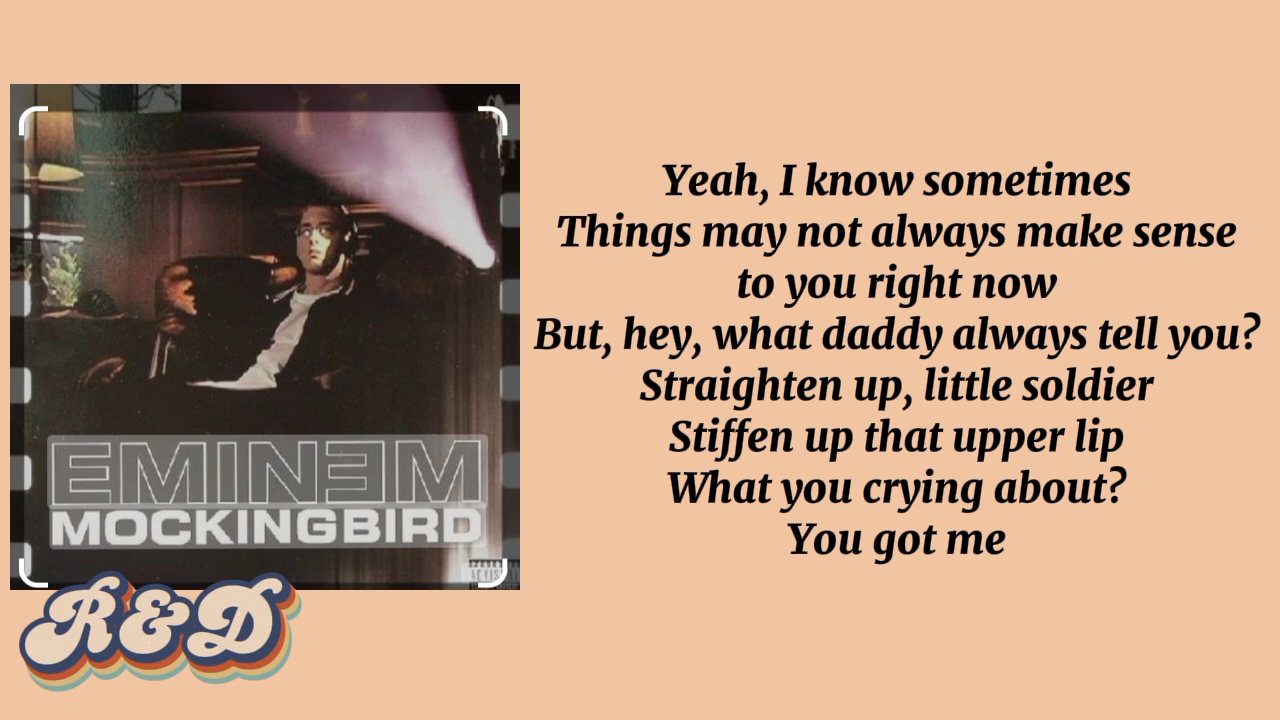 EMINƎM
MOCKINGBIRD
R&D
Yeah, I know sometimes
Things may not always make sense
to you right now
But, hey, what daddy always tell you?
Straighten up, little soldier
Stiffen up that upper lip
What you crying about?
You got me